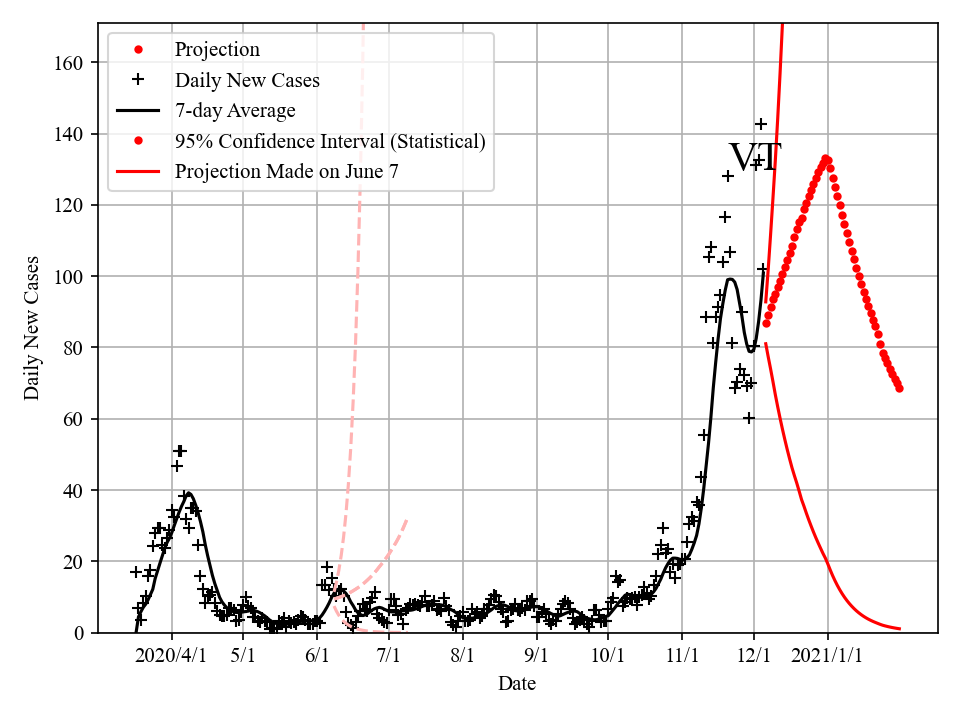 Projection
Daily New Cases
7-day Average
95% Confidence Interval (Statistical)
Projection Made on June 7
VT
160
140
120
100
80
60
40
20
0
Daily New Cases
2020/4/1 5/1 6/1 7/1 8/1 9/1 10/1 11/1 12/1 2021/1/1
Date